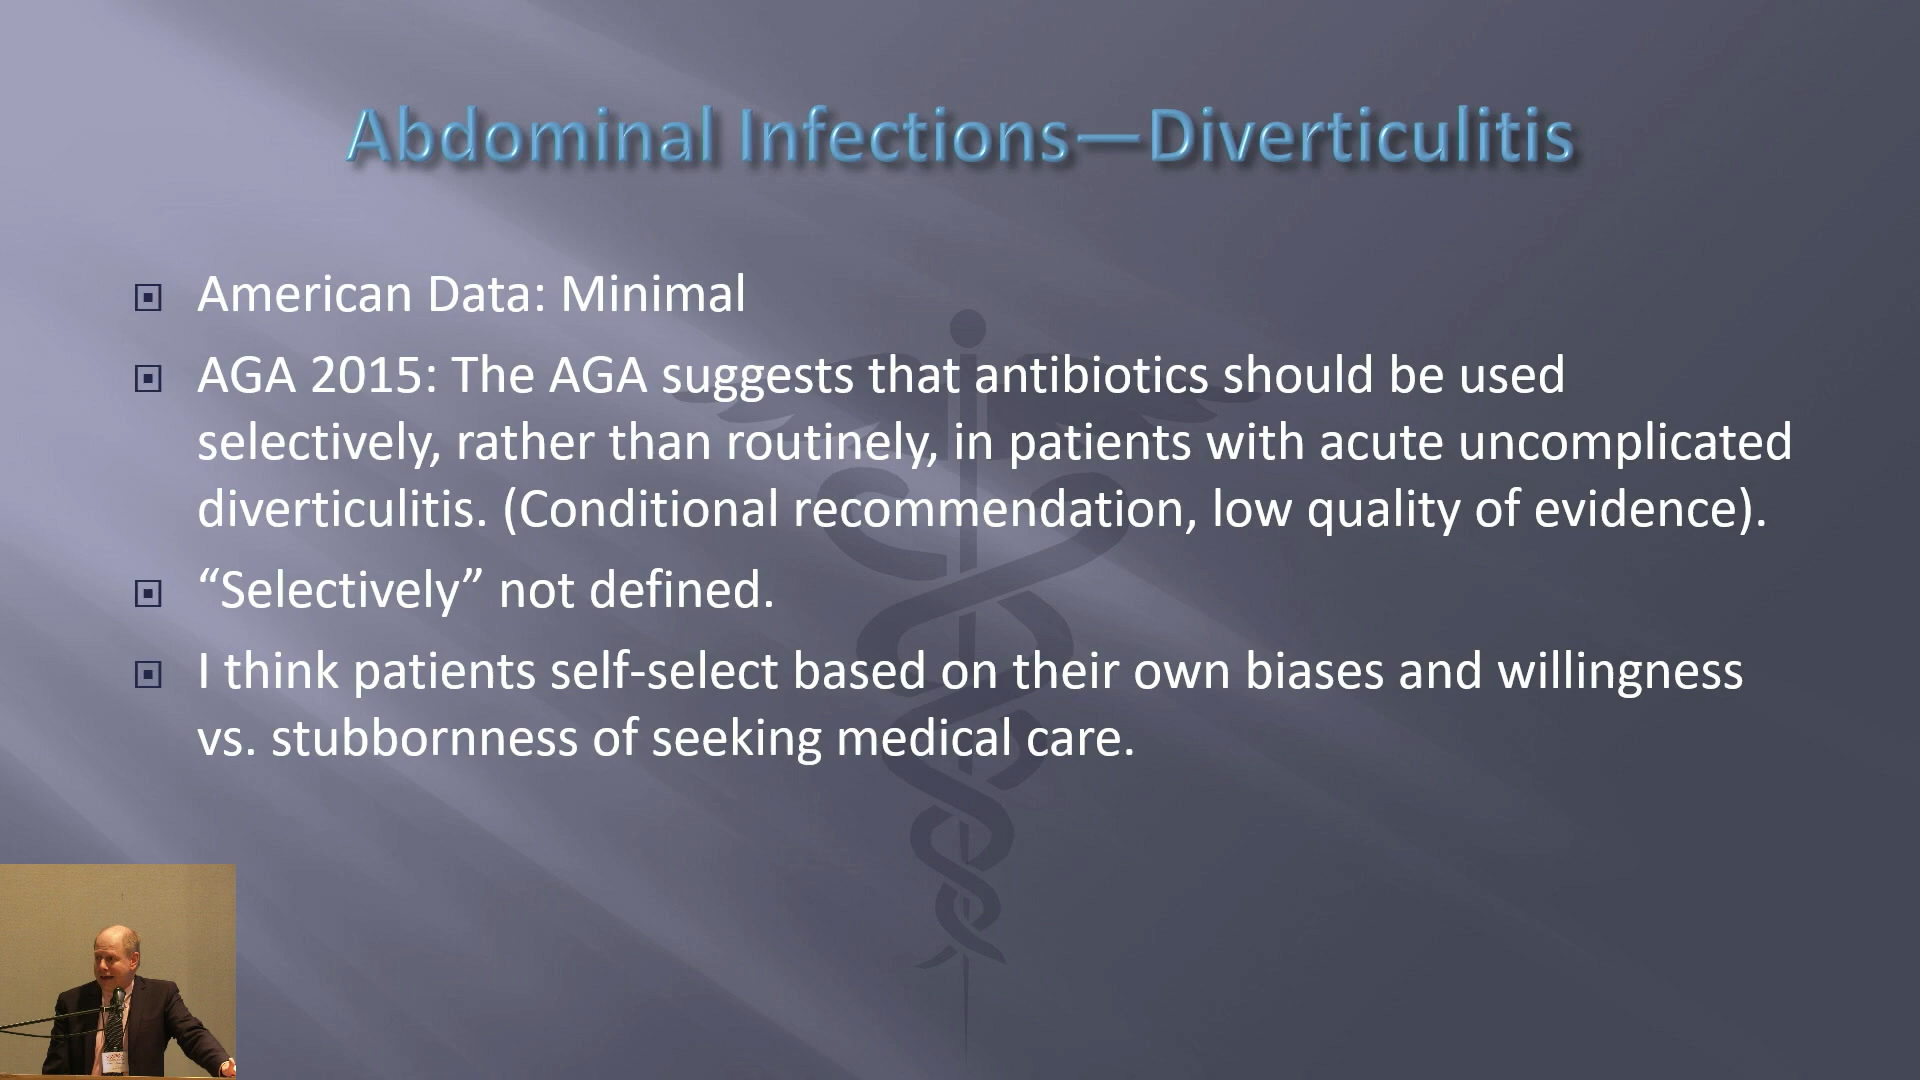 Abdominal Infections—Diverticulitis
American Data: Minimal
AGA 2015: The AGA suggests that antibiotics should be used
selectively, rather than routinely, in patients with acute uncomplicated
diverticulitis. (Conditional recommendation, low quality of evidence).
“Selectively” not defined.
I think patients self-select based on their own biases and willingness
vs. stubbornness of seeking medical care.